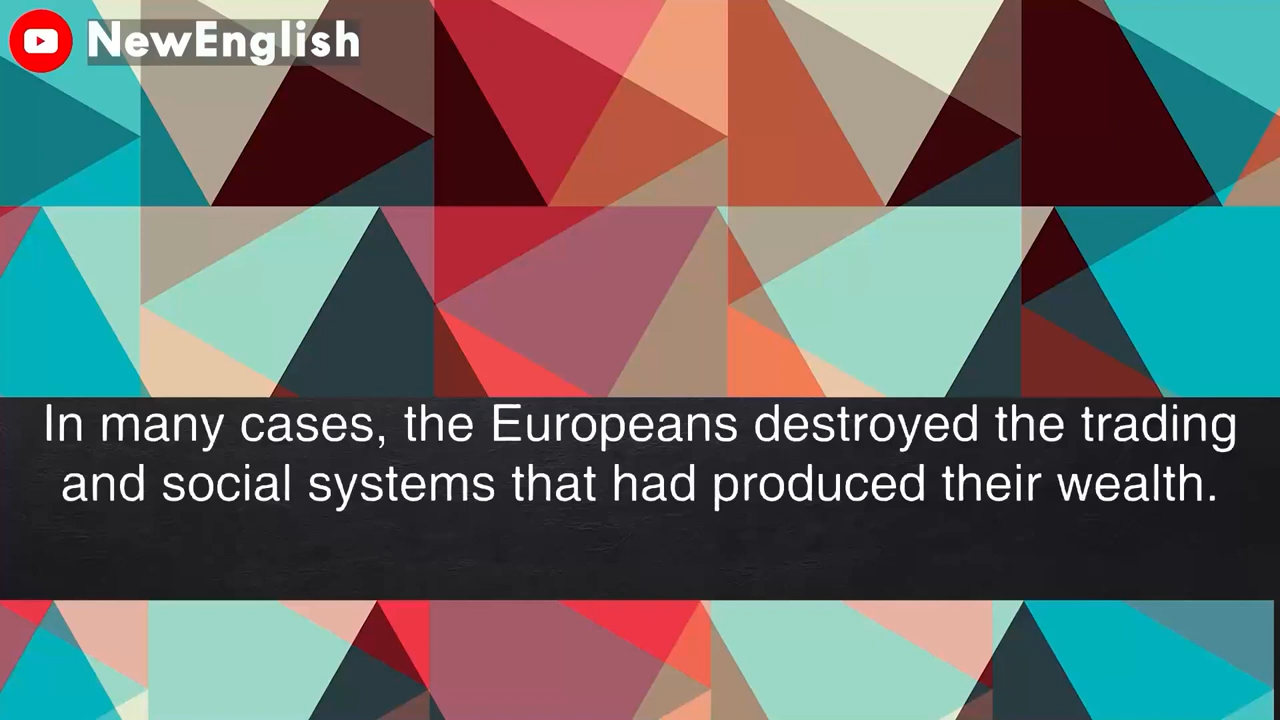 NewEnglish
In many cases, the Europeans destroyed the trading
and social systems that had produced their wealth.